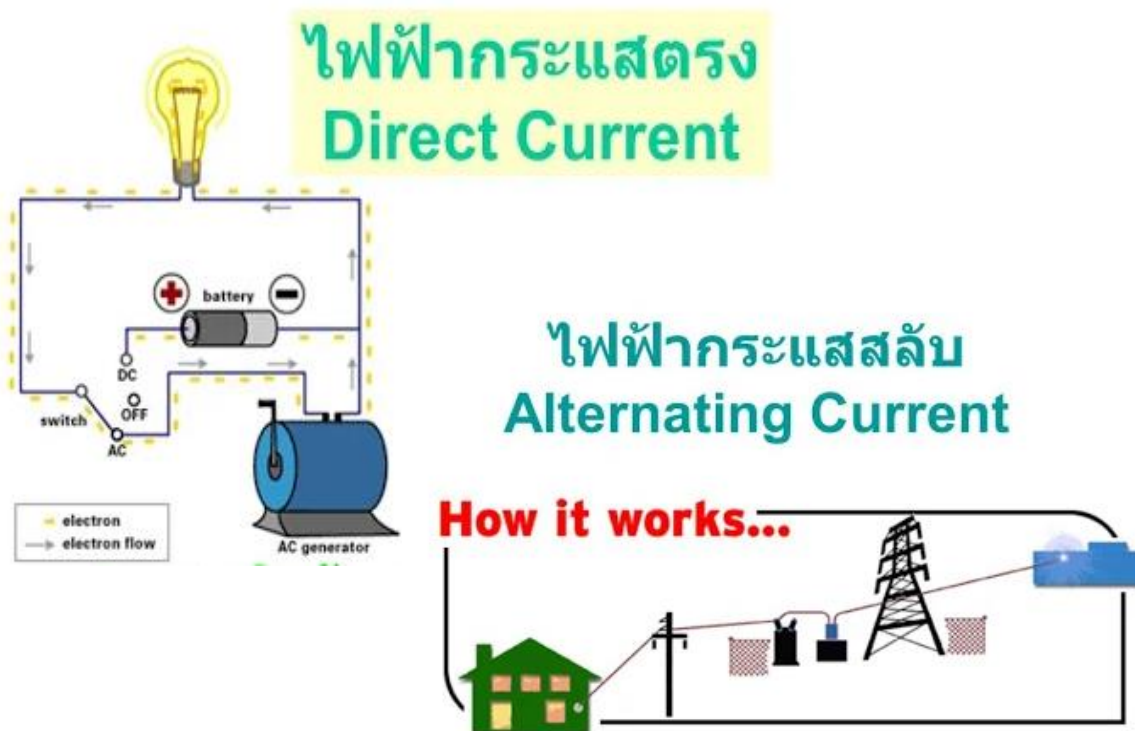 ไฟฟ้ากระแสตรง
Direct Current
battery
DC
OFF
switch
AC
electron
electron flow
AC generator
ไฟฟ้ากระแสสลับ
Alternating Current
How it works...